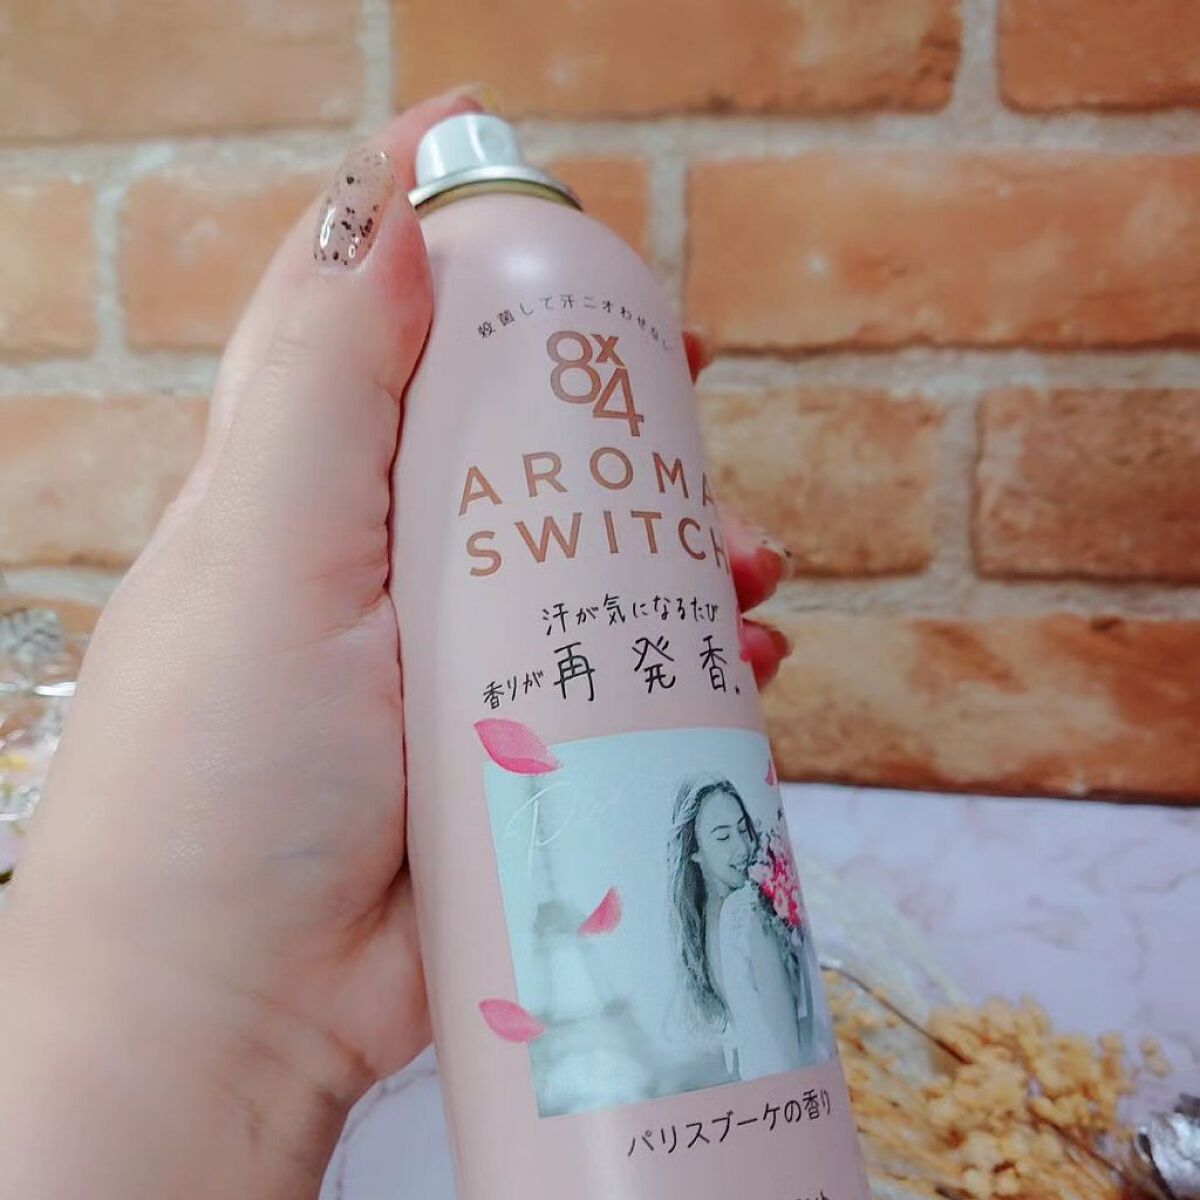 殺菌して汗ニオわせない
8x4
AROMA
SWITCH
汗が気になるたび
香りが再発香。
パリスブーケの香り